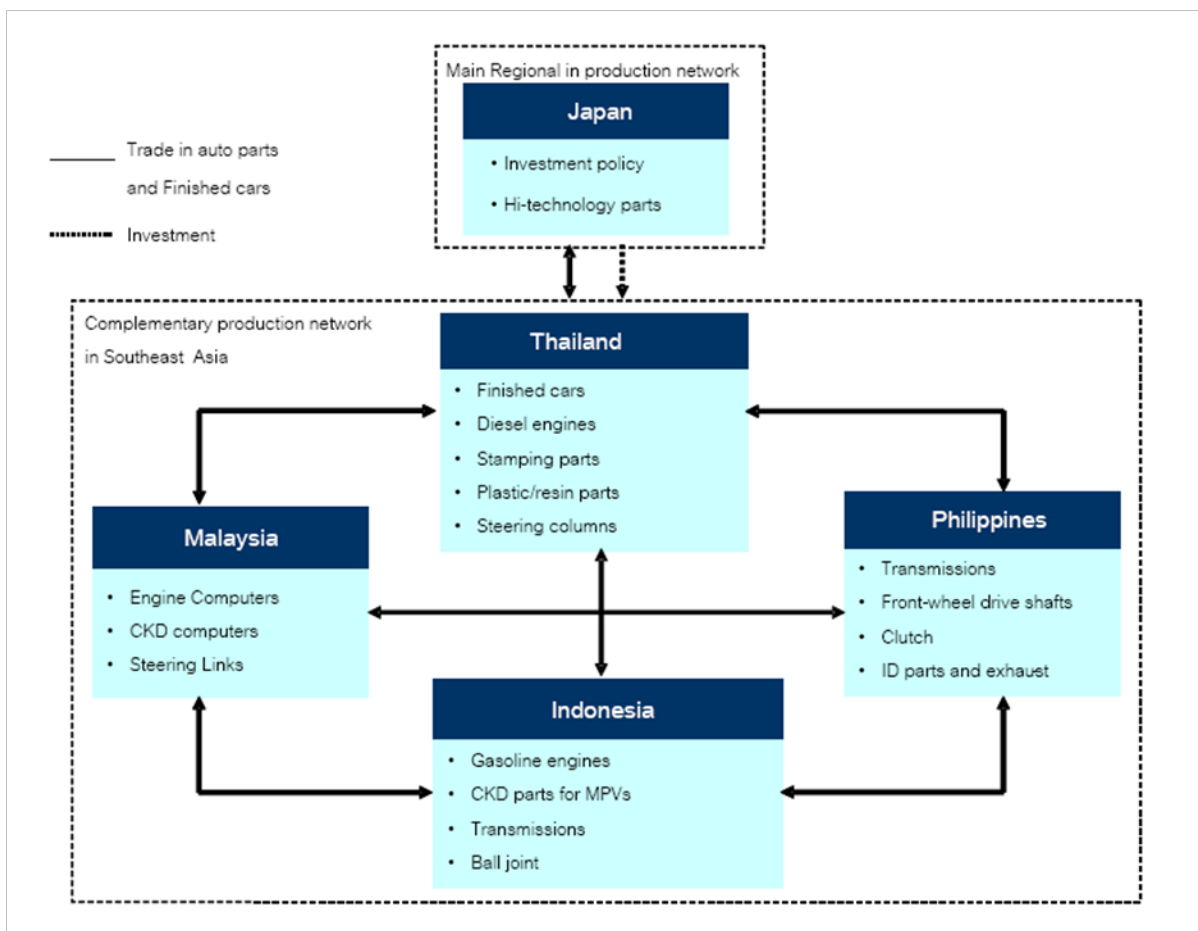 Main Regional in production network
Japan
• Investment policy
• Hi-technology parts
Trade in auto parts
and Finished cars
Investment
Complementary production network
in Southeast Asia
Thailand
• Finished cars
• Diesel engines
• Stamping parts
• Plastic/resin parts
• Steering columns
Malaysia
• Engine Computers
• CKD computers
• Steering Links
Philippines
• Transmissions
• Front-wheel drive shafts
• Clutch
• ID parts and exhaust
Indonesia
• Gasoline engines
• CKD parts for MPVs
• Transmissions
• Ball joint